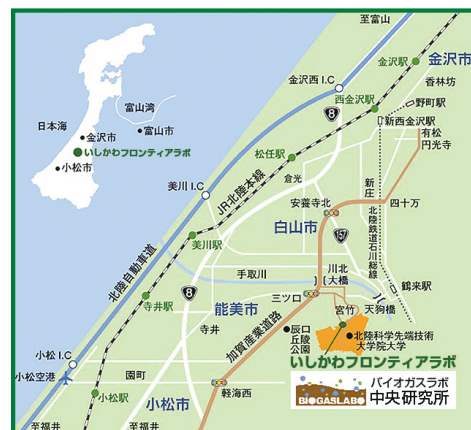 至富山
金沢市
金沢駅
香林坊
金沢西 I.C
西金沢駅
野町駅
新西金沢駅
有松
円光寺
8
富山湾
日本海
金沢市
富山市
いしかわフロンティアラボ
小松市
松任駅
倉光
JR北陸本線
美川 I.C
安養寺北
新庄
四十万
白山市
157
北陸鉄道石川総線
美川駅
北陸自動車道
手取川
川北大橋
鶴来駅
8
能美市
三ツ口
天狗橋
宮竹
寺井駅
寺井
加賀産業道路
辰口
丘陵
公園
北陸科学先端技術
大学院大学
いしかわフロンティアラボ
小松 I.C
小松空港
園町
小松駅
軽海西
小松市
至福井
至福井
BIOGASLABO
バイオガスラボ
中央研究所